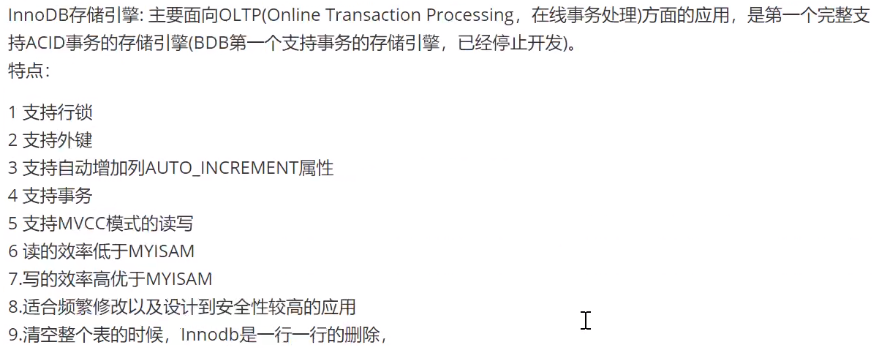 InnoDB存储引擎: 主要面向OLTP(Online Transaction Processing，在线事务处理)方面的应用，是第一个完整支
持ACID事务的存储引擎(BDB第一个支持事务的存储引擎，已经停止开发)。
特点：
1 支持行锁
2 支持外键
3 支持自动增加列AUTO_INCREMENT属性
4 支持事务
5 支持MVCC模式的读写
6 读的效率低于MYISAM
7.写的效率高优于MYISAM
8.适合频繁修改以及设计到安全性较高的应用
9.清空整个表的时候，Innodb是一行一行的删除，